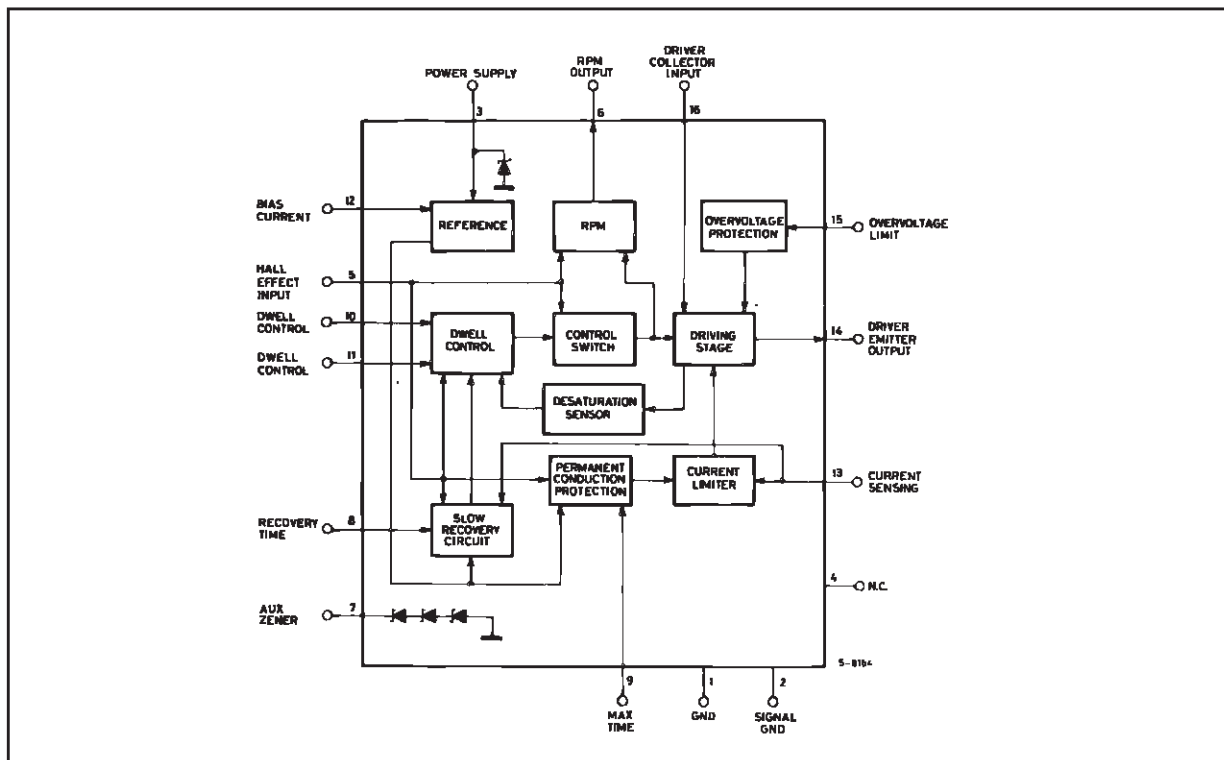 DRIVER
COLLECTOR
INPUT
RPM
OUTPUT
POWER SUPPLY
3
6
16
BIAS
CURRENT
12
REFERENCE
RPM
OVERVOLTAGE
PROTECTION
15
OVERVOLTAGE
LIMIT
HALL
EFFECT
INPUT
5
DWELL
CONTROL
10
DWELL
CONTROL
11
DWELL
CONTROL
CONTROL
SWITCH
DRIVING
STAGE
14
DRIVER
EMITTER
OUTPUT
DESATURATION
SENSOR
PERMANENT
CONDUCTION
PROTECTION
CURRENT
LIMITER
13
CURRENT
SENSING
RECOVERY
TIME
8
SLOW
RECOVERY
CIRCUIT
4
N.C.
AUX
ZENER
7
S-8164
9
1
2
MAX
TIME
GND
SIGNAL
GND